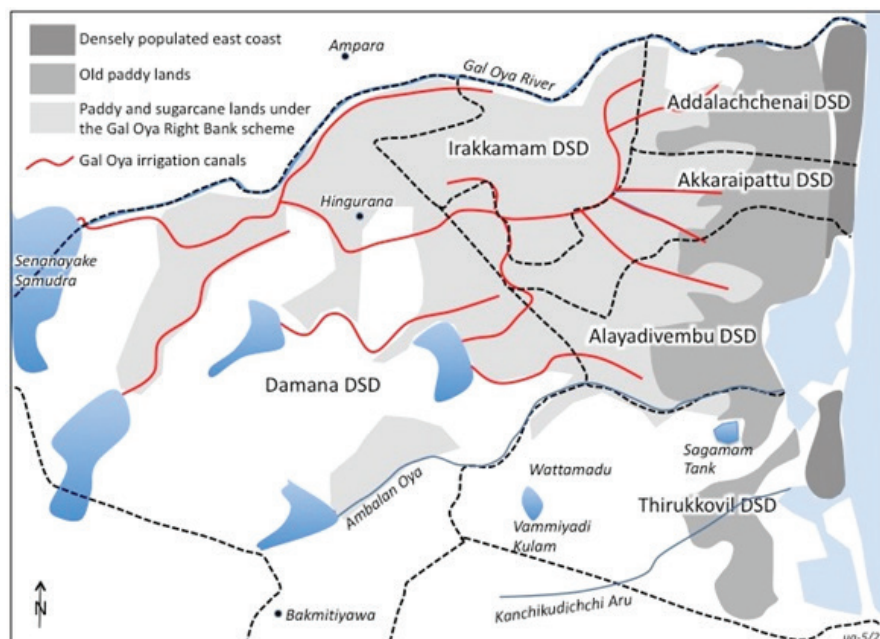 Densely populated east coast
Old paddy lands
Paddy and sugarcane lands under
the Gal Oya Right Bank scheme
Gal Oya irrigation canals
Ampara
Gal Oya River
Addalachchenai DSD
Irrakkamam DSD
Akkaraipattu DSD
Hingurana
Senanayake
Samudra
Alayadivembu DSD
Damana DSD
Sagamam
Tank
Wattamadu
Ambalan Oya
Vammiyadi
Kulam
Thirukkovil DSD
Kanchikudichchi Aru
Bakmitiyawa
N